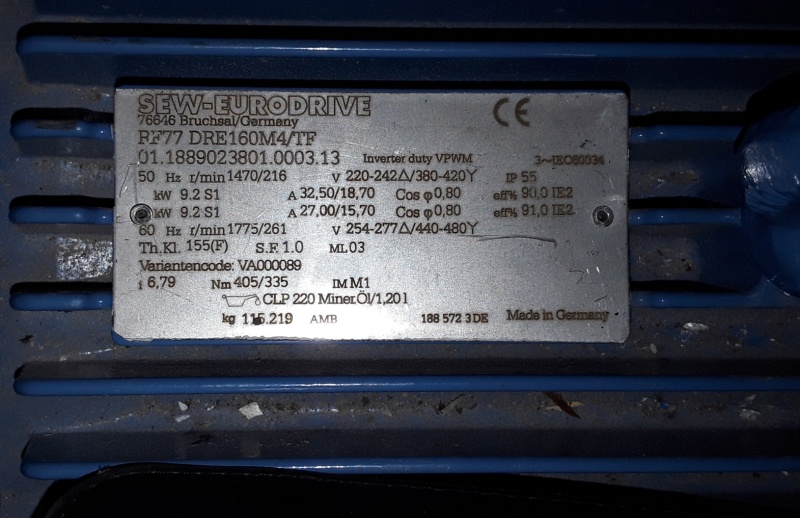 SEW-EURODRIVE CE
76646 Bruchsal/Germany
RF77 DRE160M4/TF
01.1889023801.0003.13 Inverter duty VPWM 3~IEC60034
50 Hz r/min 1470/216 V 220-242Δ/380-420Y IP 55
kW 9.2 S1 A 32,50/18,70 Cos φ 0,80 eff% 90,0 IE2
kW 9.2 S1 A 27,00/15,70 Cos φ 0,80 eff% 91,0 IE2
60 Hz r/min 1775/261 V 254-277Δ/440-480Y
Th.Kl. 155(F) S.F. 1.0 ML 03
Variantencode: VA000089
i 6,79 Nm 405/335 IM M1
CLP 220 Miner.Öl/1,20 l
kg 115.219 AMB 188 572 3 DE Made in Germany